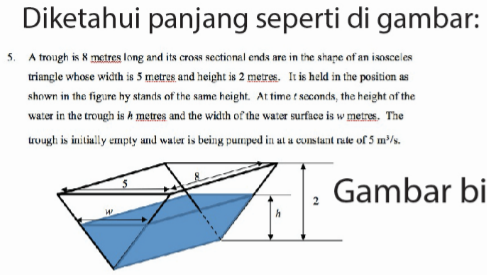 Diketahui panjang seperti di gambar:
5. A trough is 8 metres long and its cross sectional ends are in the shape of an isosceles
triangle whose width is 5 metres and height is 2 metres. It is held in the position as
shown in the figure by stands of the same height. At time t seconds, the height of the
water in the trough is h metres and the width of the water surface is w metres. The
trough is initially empty and water is being pumped in at a constant rate of 5 m³/s.
8
5
w
h
2
Gambar bi